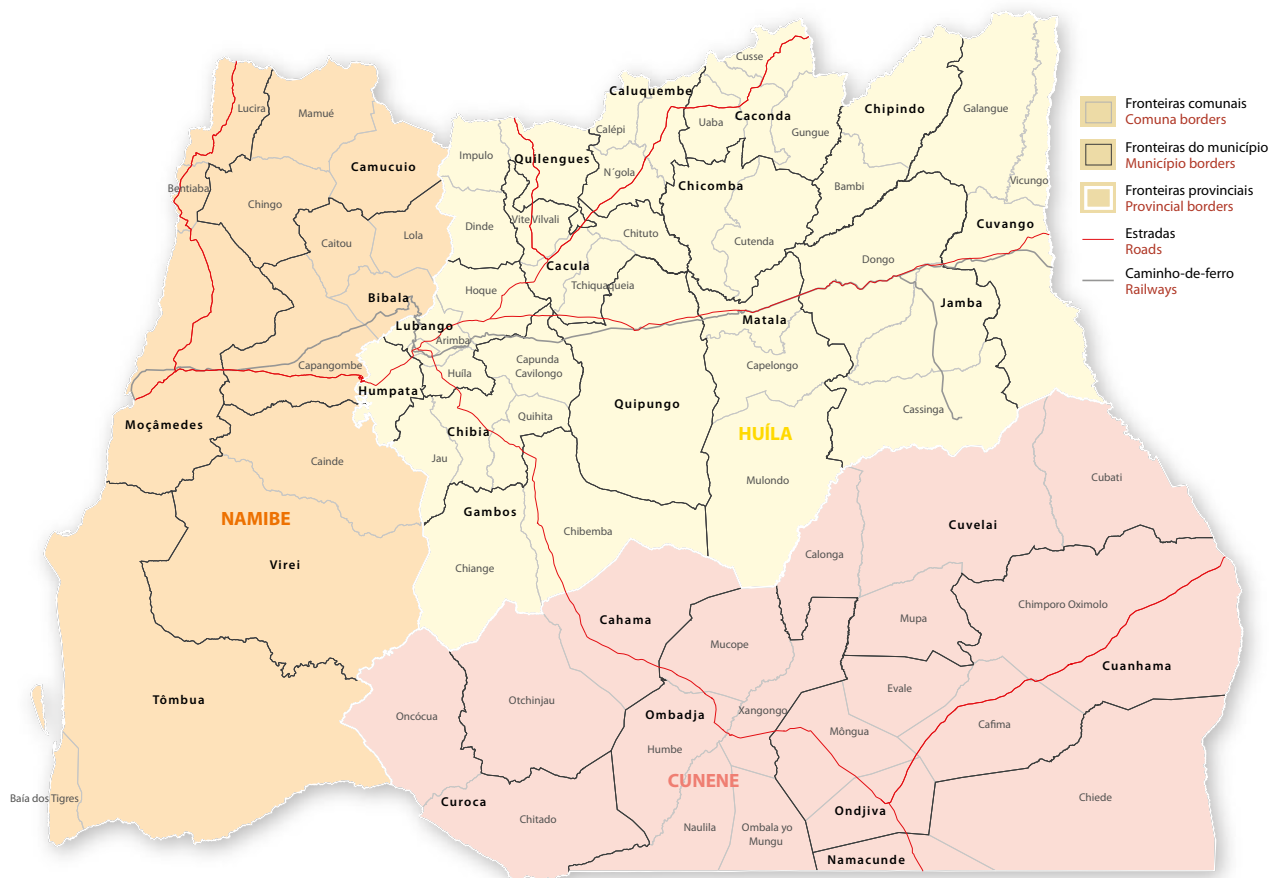 Cusse
Caluquembe
Lucira
Mamué
Uaba
Caconda
Chipindo
Galangue
Calépi
Gungue
Impulo
Quilengues
Camucuio
N´gola
Chicomba
Bambi
Vicungo
Bentiaba
Chingo
Vite Vilvali
Dinde
Chituto
Cuvango
Caitou
Lola
Cutenda
Dongo
Cacula
Tchiquaqueia
Hoque
Bibala
Jamba
Lubango
Matala
Arimba
Capangombe
Huíla
Capunda
Cavilongo
Capelongo
Humpata
Quipungo
Cassinga
Quihita
Moçâmedes
Chibia
HUÍLA
Jau
Cainde
Mulondo
Cubati
Gambos
NAMIBE
Chibemba
Cuvelai
Calonga
Virei
Chiange
Chimporo Oximolo
Cahama
Mupa
Mucope
Cuanhama
Tômbua
Otchinjau
Evale
Oncócua
Ombadja
Xangongo
Cafima
Môngua
Humbe
CUNENE
Baía dos Tigres
Curoca
Chiede
Ondjiva
Chitado
Naulila
Ombala yo
Mungu
Namacunde
Fronteiras comunais
Comuna borders
Fronteiras do município
Município borders
Fronteiras provinciais
Provincial borders
Estradas
Roads
Caminho-de-ferro
Railways